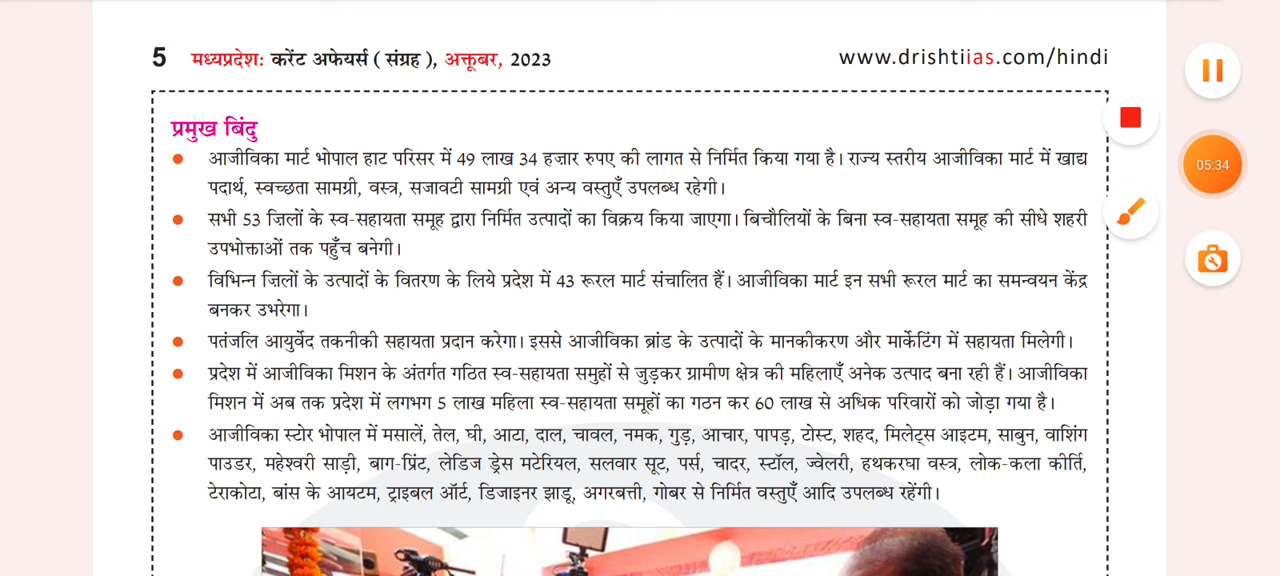 5 मध्यप्रदेश: करेंट अफेयर्स ( संग्रह ), अक्तूबर, 2023 www.drishtiias.com/hindi
प्रमुख बिंदु
05:34
● आजीविका मार्ट भोपाल हाट परिसर में 49 लाख 34 हजार रुपए की लागत से निर्मित किया गया है। राज्य स्तरीय आजीविका मार्ट में खाद्य
पदार्थ, स्वच्छता सामग्री, वस्त्र, सजावटी सामग्री एवं अन्य वस्तुएँ उपलब्ध रहेगी।
● सभी 53 जिलों के स्व-सहायता समूह द्वारा निर्मित उत्पादों का विक्रय किया जाएगा। बिचौलियों के बिना स्व-सहायता समूह की सीधे शहरी
उपभोक्ताओं तक पहुँच बनेगी।
● विभिन्न ज़िलों के उत्पादों के वितरण के लिये प्रदेश में 43 रूरल मार्ट संचालित हैं। आजीविका मार्ट इन सभी रूरल मार्ट का समन्वयन केंद्र
बनकर उभरेगा।
● पतंजलि आयुर्वेद तकनीकी सहायता प्रदान करेगा। इससे आजीविका ब्रांड के उत्पादों के मानकीकरण और मार्केटिंग में सहायता मिलेगी।
● प्रदेश में आजीविका मिशन के अंतर्गत गठित स्व-सहायता समुहों से जुड़कर ग्रामीण क्षेत्र की महिलाएँ अनेक उत्पाद बना रही हैं। आजीविका
मिशन में अब तक प्रदेश में लगभग 5 लाख महिला स्व-सहायता समूहों का गठन कर 60 लाख से अधिक परिवारों को जोड़ा गया है।
● आजीविका स्टोर भोपाल में मसालें, तेल, घी, आटा, दाल, चावल, नमक, गुड़, आचार, पापड़, टोस्ट, शहद, मिलेट्स आइटम, साबुन, वाशिंग
पाउडर, महेश्वरी साड़ी, बाग-प्रिंट, लेडिज ड्रेस मटेरियल, सलवार सूट, पर्स, चादर, स्टॉल, ज्वेलरी, हथकरघा वस्त्र, लोक-कला कीर्ति,
टेराकोटा, बांस के आयटम, ट्राइबल ऑर्ट, डिजाइनर झाडू, अगरबत्ती, गोबर से निर्मित वस्तुएँ आदि उपलब्ध रहेंगी।